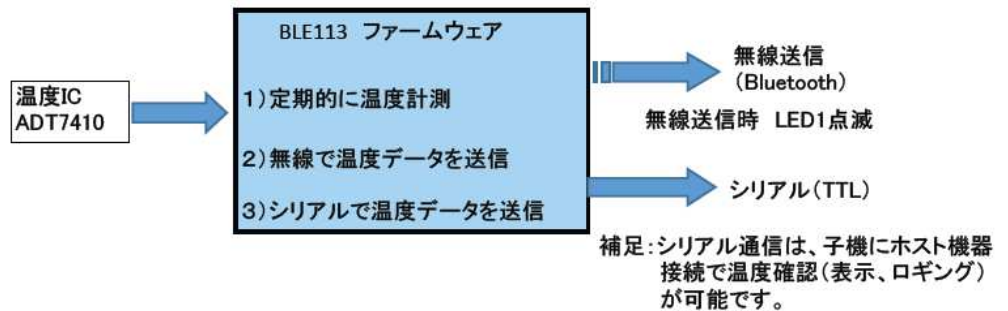 BLE113 ファームウェア
温度IC
ADT7410
1)定期的に温度計測
2)無線で温度データを送信
3)シリアルで温度データを送信
無線送信
(Bluetooth)
無線送信時 LED1点滅
シリアル(TTL)
補足:シリアル通信は、子機にホスト機器
接続で温度確認(表示、ロギング)
が可能です。